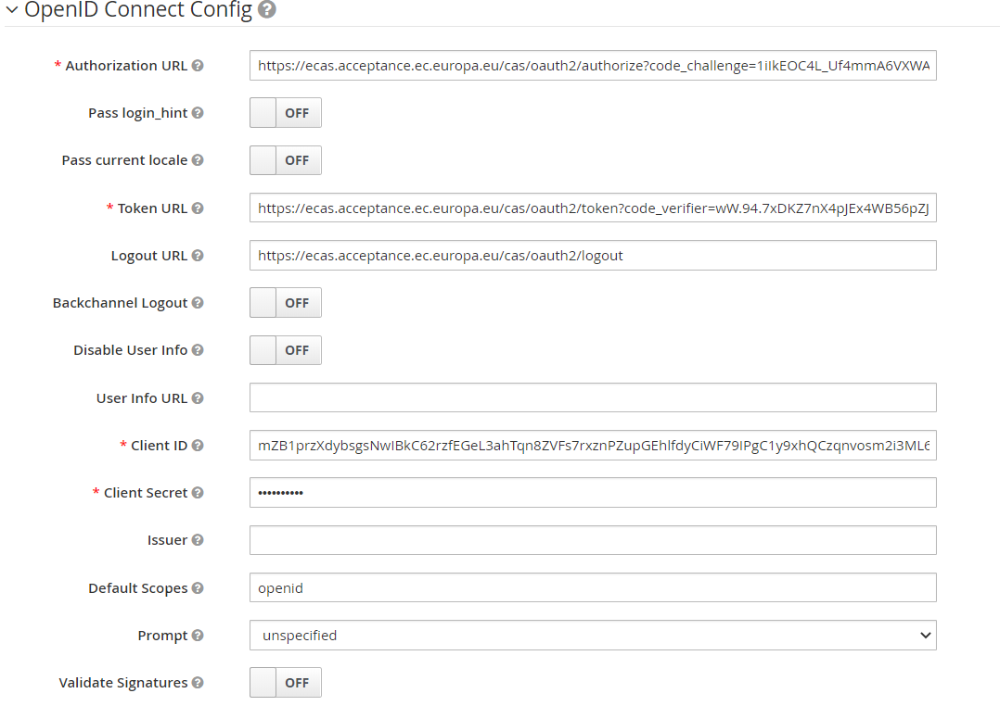 OpenID Connect Config
* Authorization URL https://ecas.acceptance.ec.europa.eu/cas/oauth2/authorize?code_challenge=1iIkEOC4L_Uf4mmA6VXWA
Pass login_hint OFF
Pass current locale OFF
* Token URL https://ecas.acceptance.ec.europa.eu/cas/oauth2/token?code_verifier=wW.94.7xDKZ7nX4pJEx4WB56pZJ
Logout URL https://ecas.acceptance.ec.europa.eu/cas/oauth2/logout
Backchannel Logout OFF
Disable User Info OFF
User Info URL
* Client ID mZB1przXdybsgsNwIBkC62rzfEGeL3ahTqn8ZVFs7rxznPZupGEhlfdyCiWF79IPgC1y9xhQCzqnvosm2i3ML6
* Client Secret ••••••••••
Issuer
Default Scopes openid
Prompt unspecified
Validate Signatures OFF